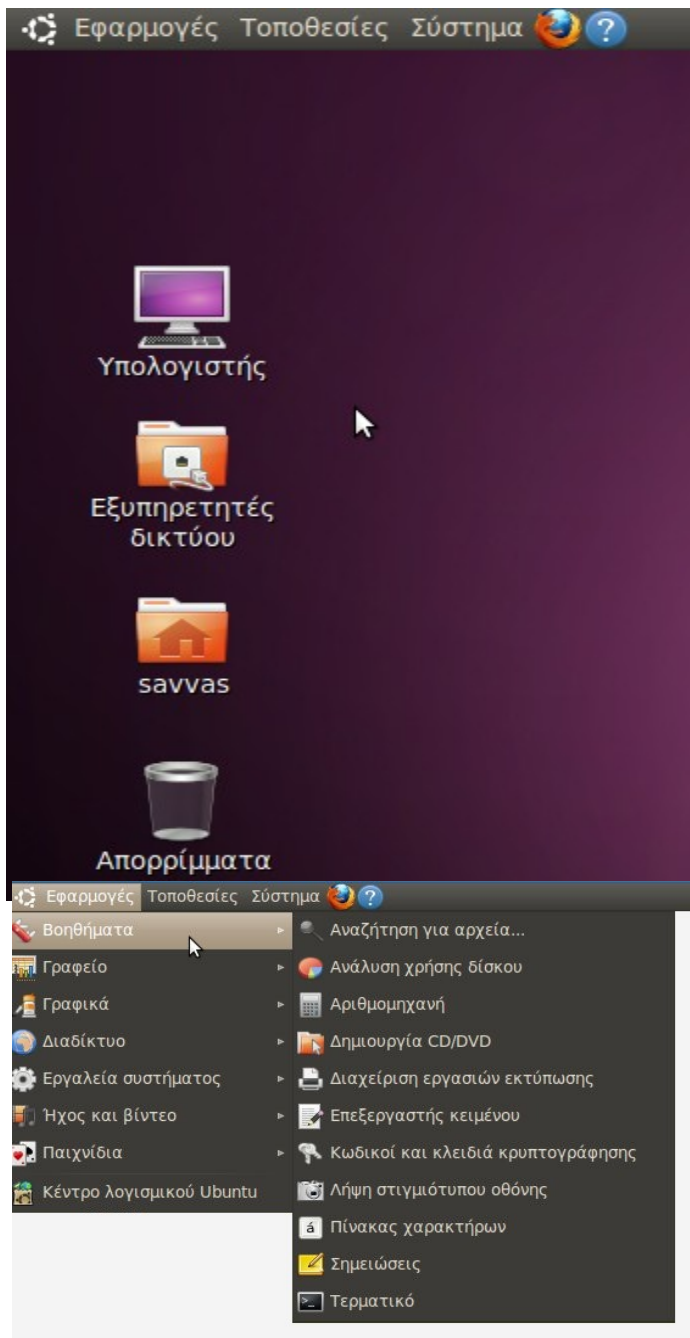 Εφαρμογές Τοποθεσίες Σύστημα ?
Υπολογιστής
Εξυπηρετητές
δικτύου
savvas
Απορρίμματα
Εφαρμογές Τοποθεσίες Σύστημα ?
Βοηθήματα
Γραφείο
Γραφικά
Διαδίκτυο
Εργαλεία συστήματος
Ήχος και βίντεο
Παιχνίδια
Κέντρο λογισμικού Ubuntu
Αναζήτηση για αρχεία...
Ανάλυση χρήσης δίσκου
Αριθμομηχανή
Δημιουργία CD/DVD
Διαχείριση εργασιών εκτύπωσης
Επεξεργαστής κειμένου
Κωδικοί και κλειδιά κρυπτογράφησης
Λήψη στιγμιότυπου οθόνης
á Πίνακας χαρακτήρων
Σημειώσεις
Τερματικό